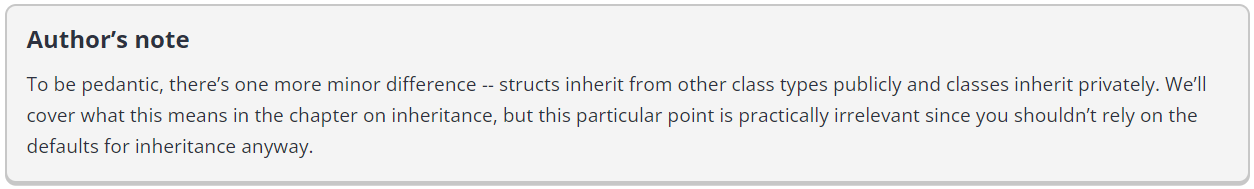 Author’s note
To be pedantic, there’s one more minor difference -- structs inherit from other class types publicly and classes inherit privately. We’ll
cover what this means in the chapter on inheritance, but this particular point is practically irrelevant since you shouldn’t rely on the
defaults for inheritance anyway.